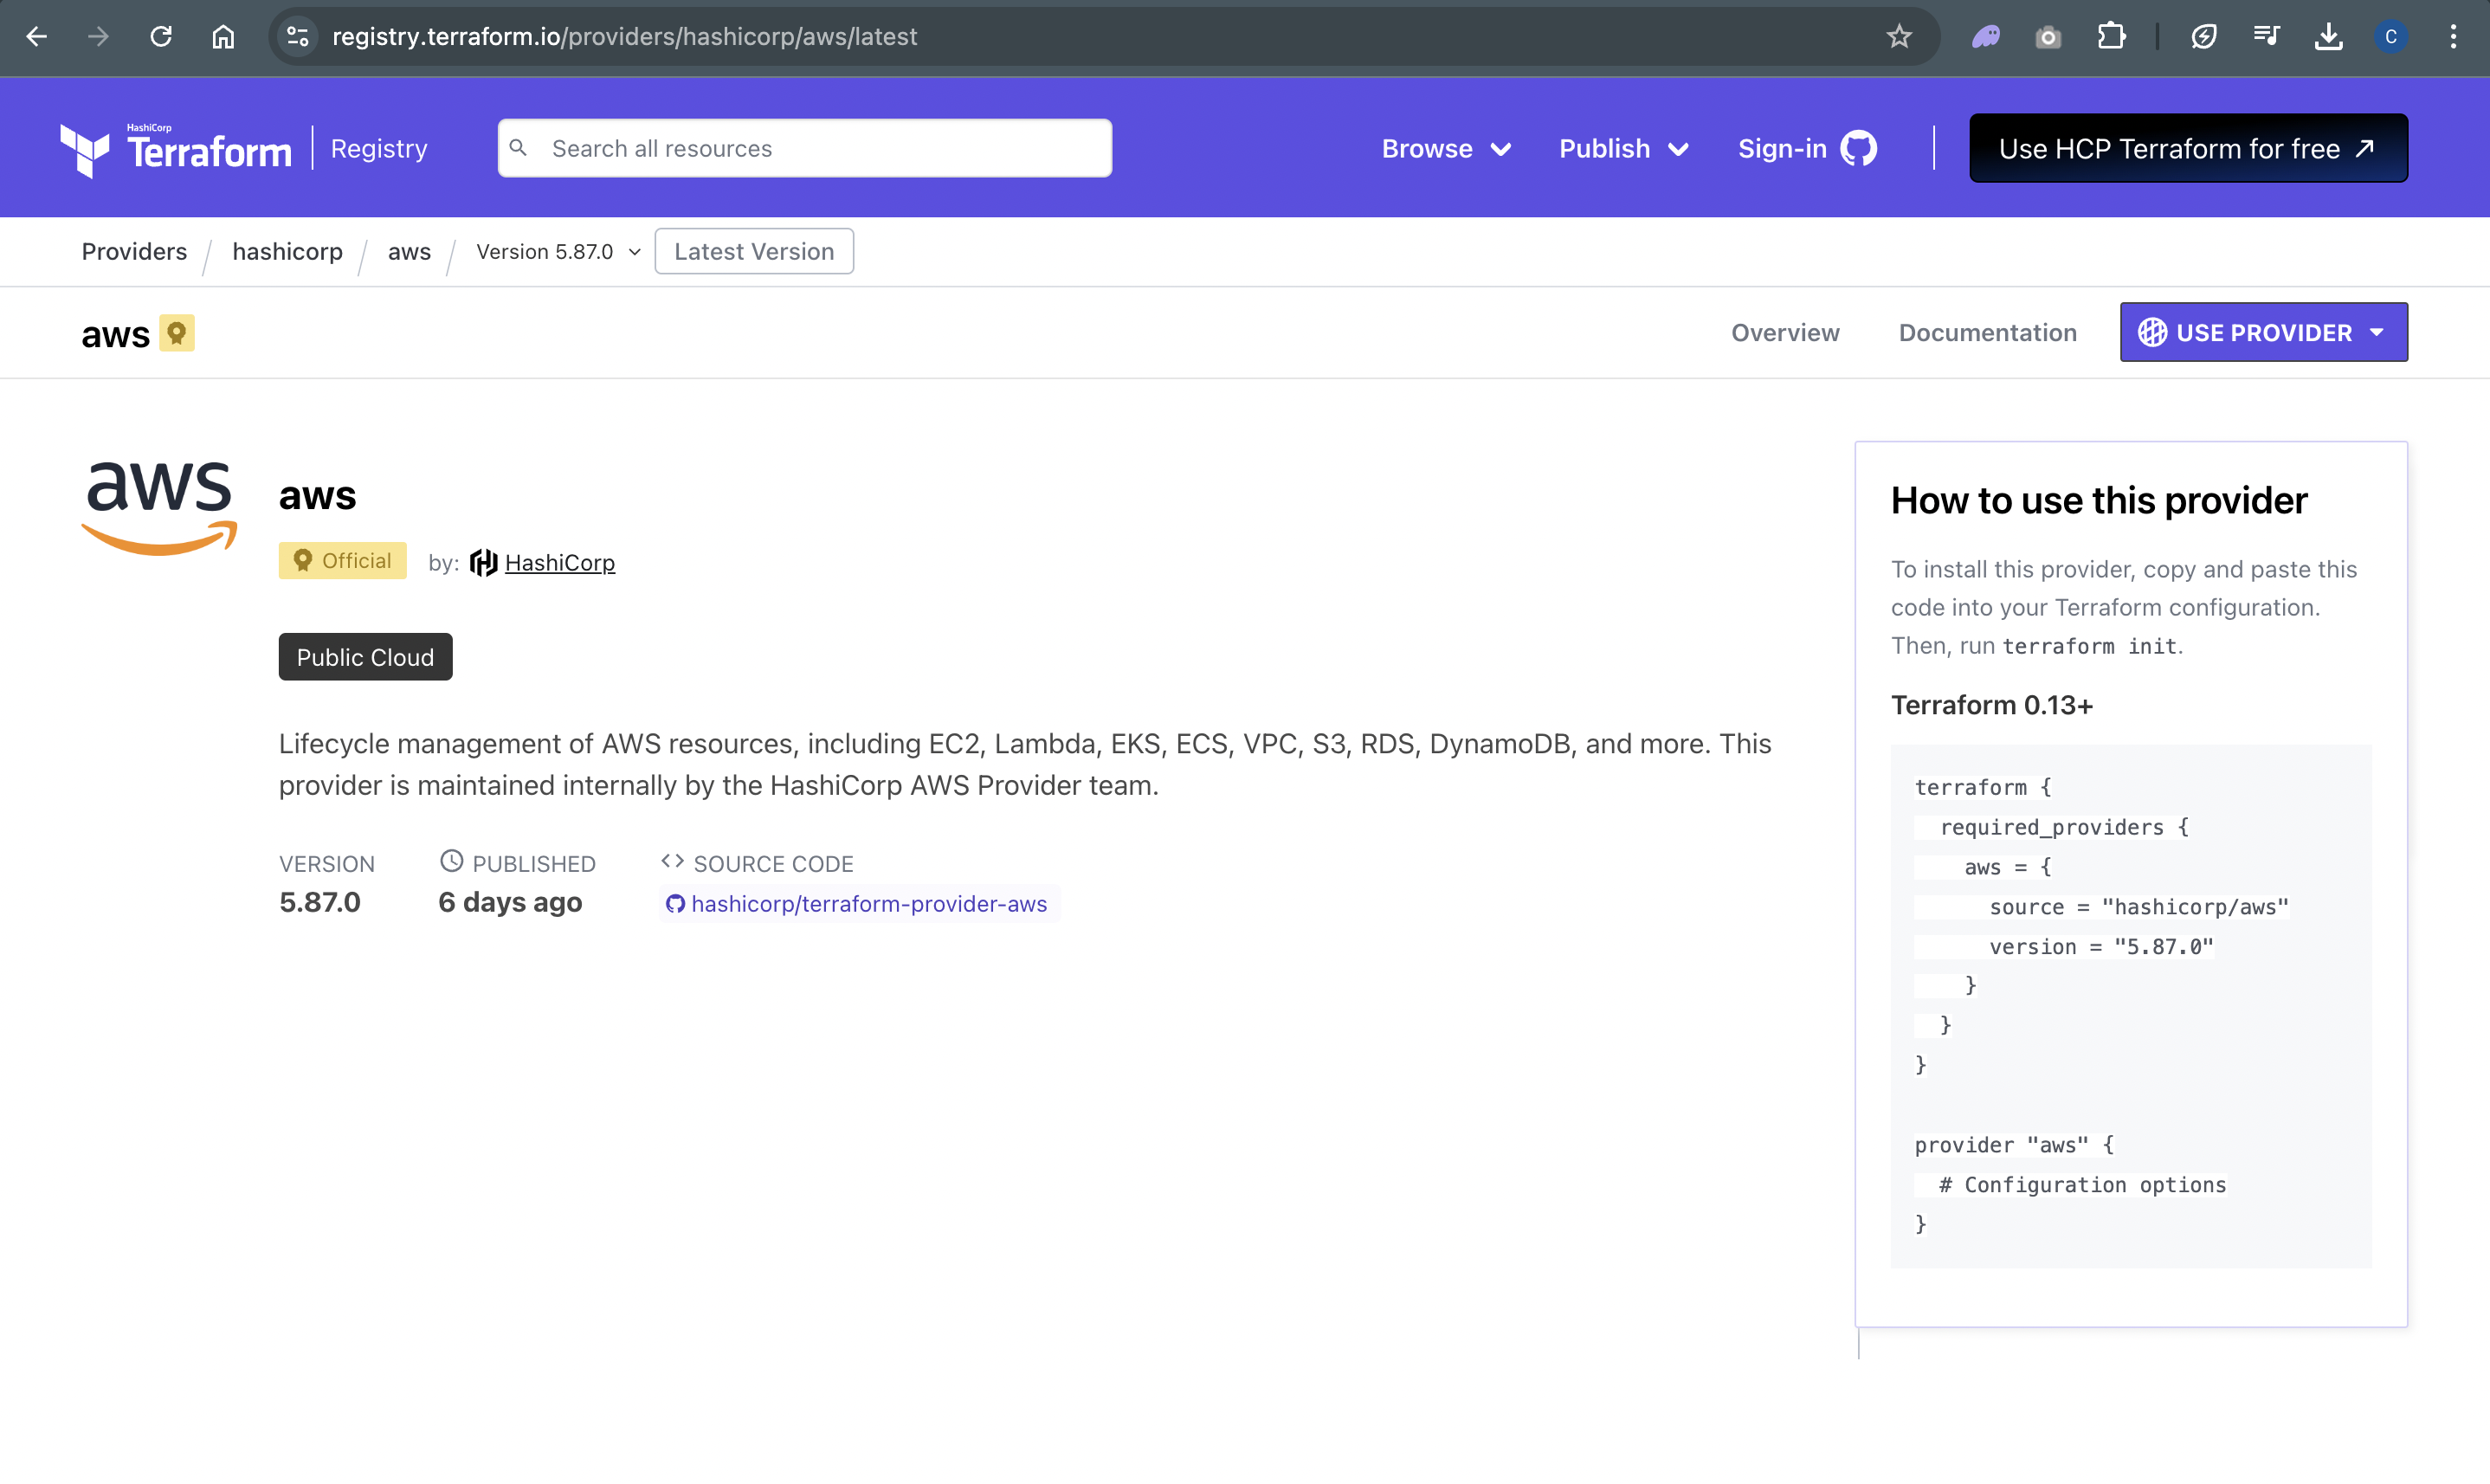 registry.terraform.io/providers/hashicorp/aws/latest
C
HashiCorp
Terraform
Registry
Search all resources
Browse
Publish
Sign-in
Use HCP Terraform for free
Providers / hashicorp / aws / Version 5.87.0
Latest Version
aws
Overview
Documentation
USE PROVIDER
aws
aws
Official
by: HashiCorp
Public Cloud
Lifecycle management of AWS resources, including EC2, Lambda, EKS, ECS, VPC, S3, RDS, DynamoDB, and more. This
provider is maintained internally by the HashiCorp AWS Provider team.
VERSION
5.87.0
PUBLISHED
6 days ago
<> SOURCE CODE
hashicorp/terraform-provider-aws
How to use this provider
To install this provider, copy and paste this
code into your Terraform configuration.
Then, run terraform init.
Terraform 0.13+
terraform {
  required_providers {
    aws = {
      source = "hashicorp/aws"
      version = "5.87.0"
    }
  }
}
provider "aws" {
  # Configuration options
}